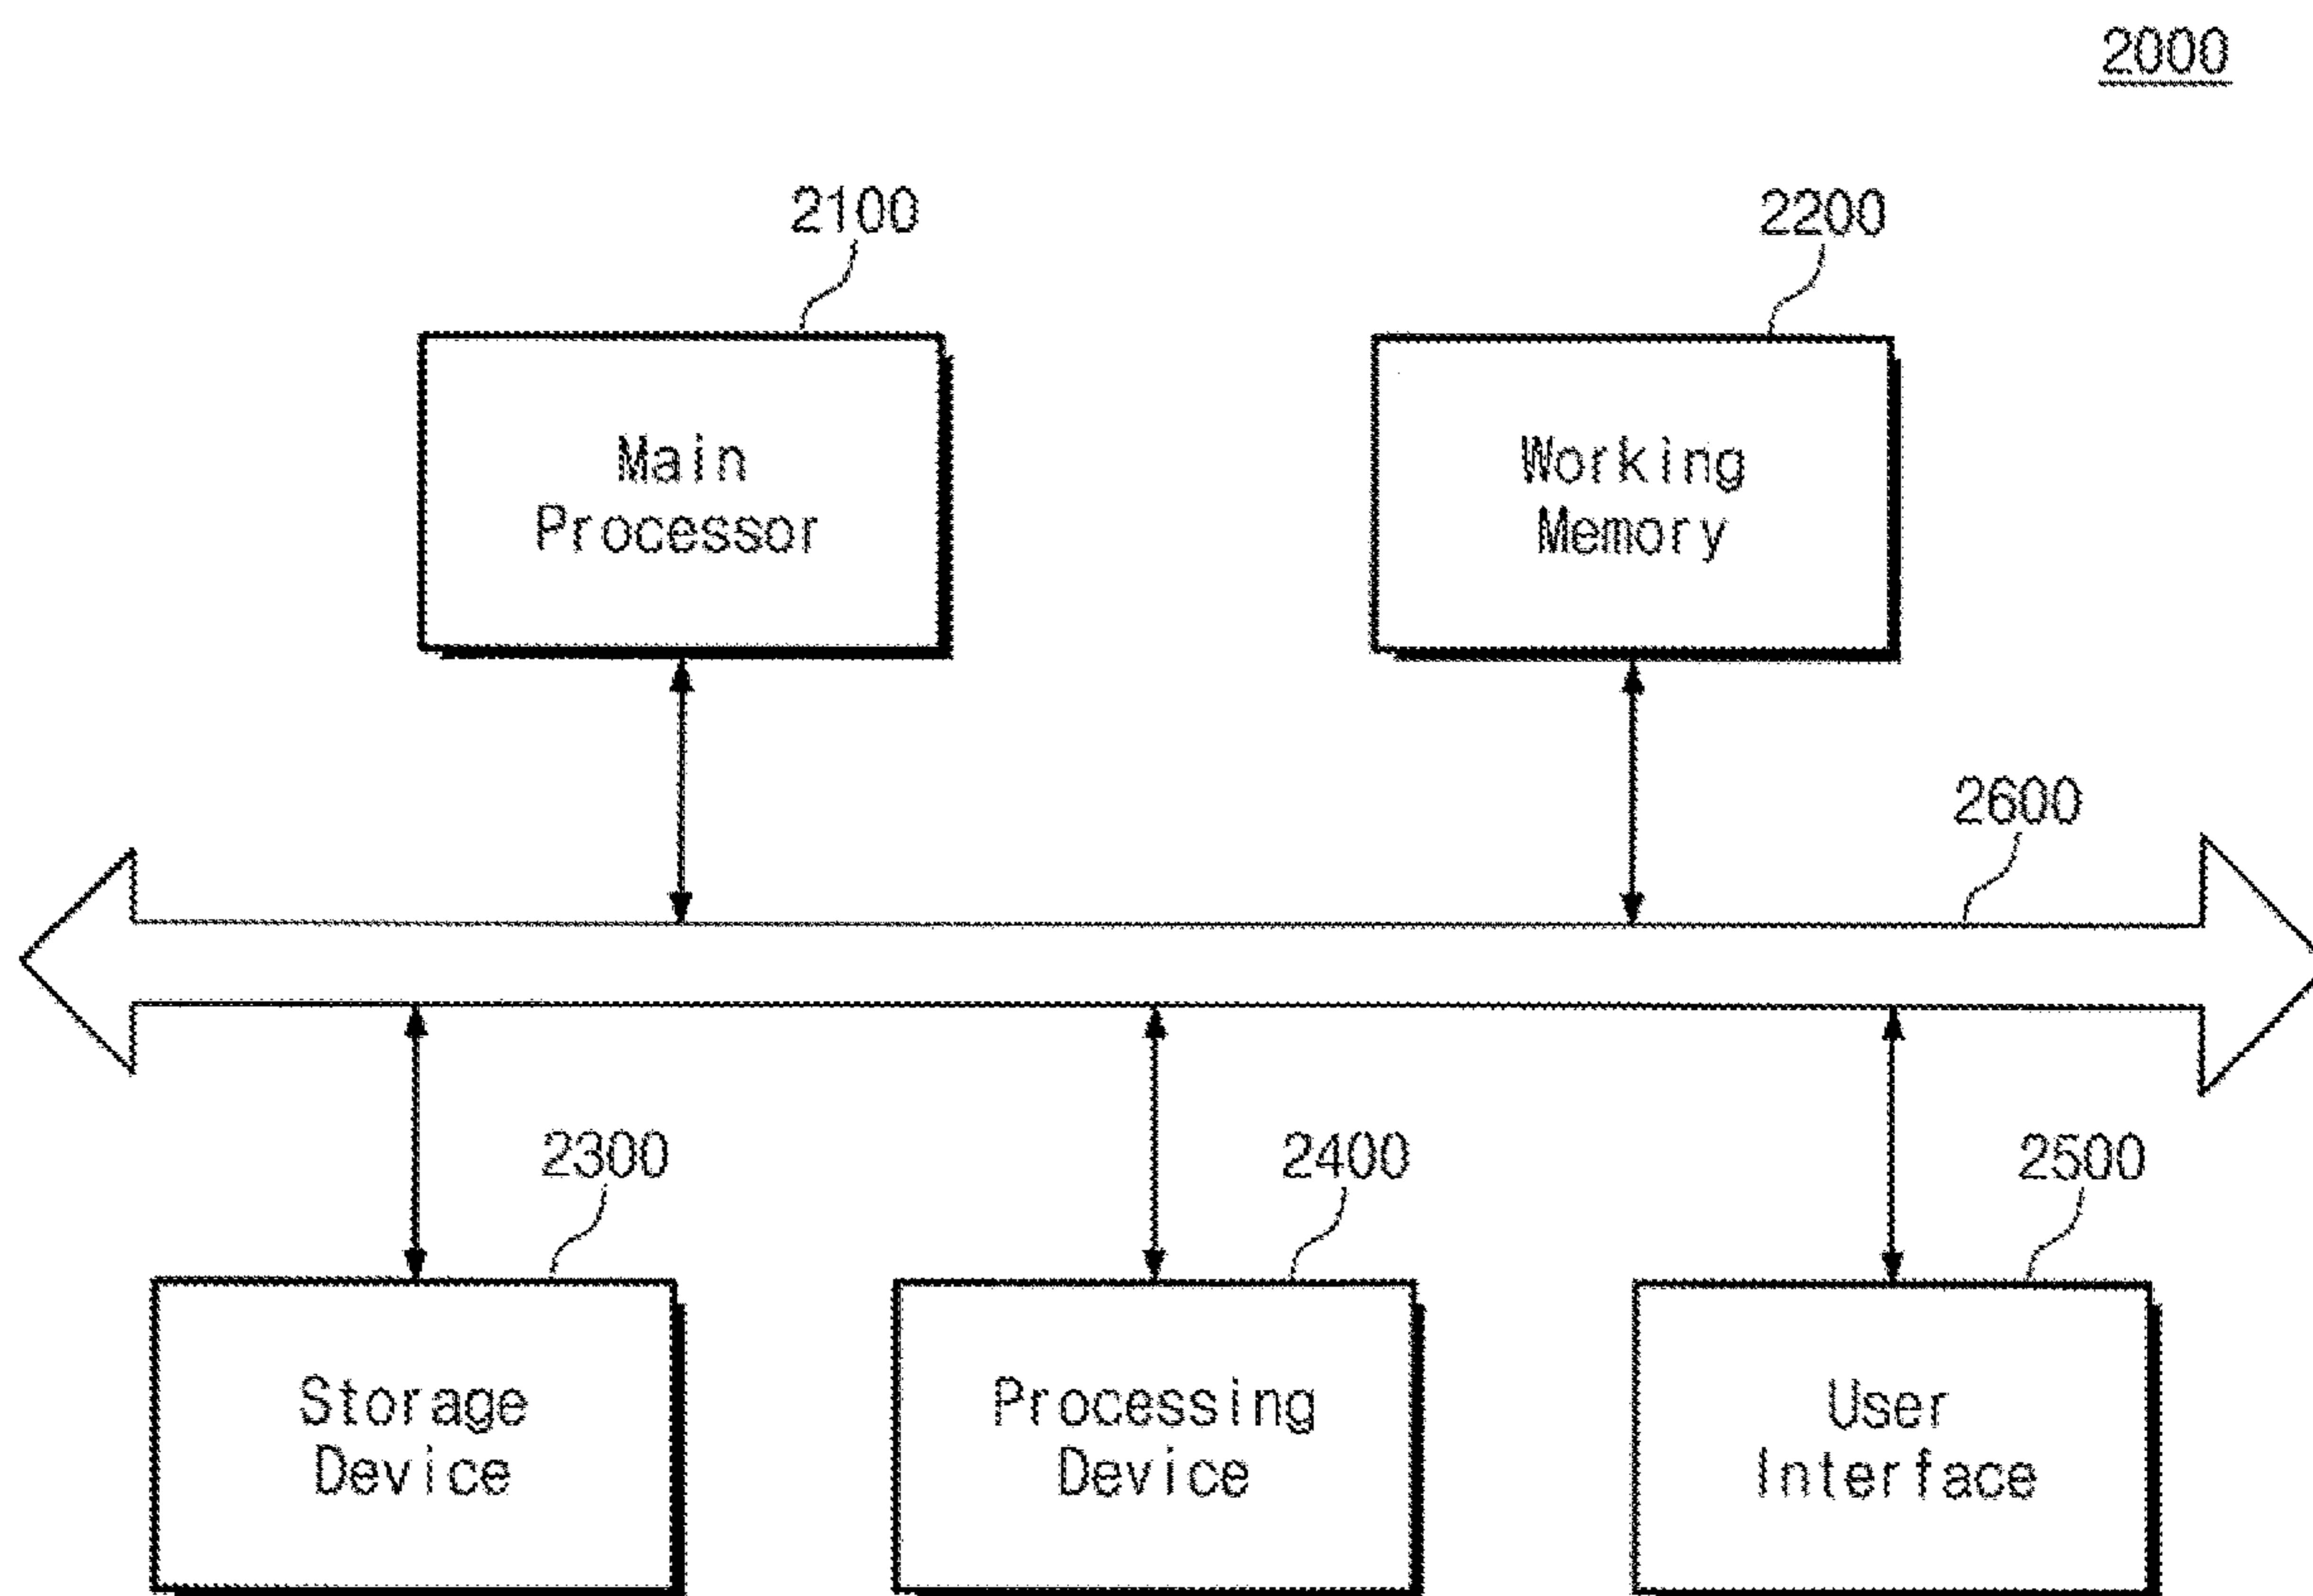 2000
2100
2200
Main
Processor
Working
Memory
2600
2300
2400
2500
Storage
Device
Processing
Device
User
Interface